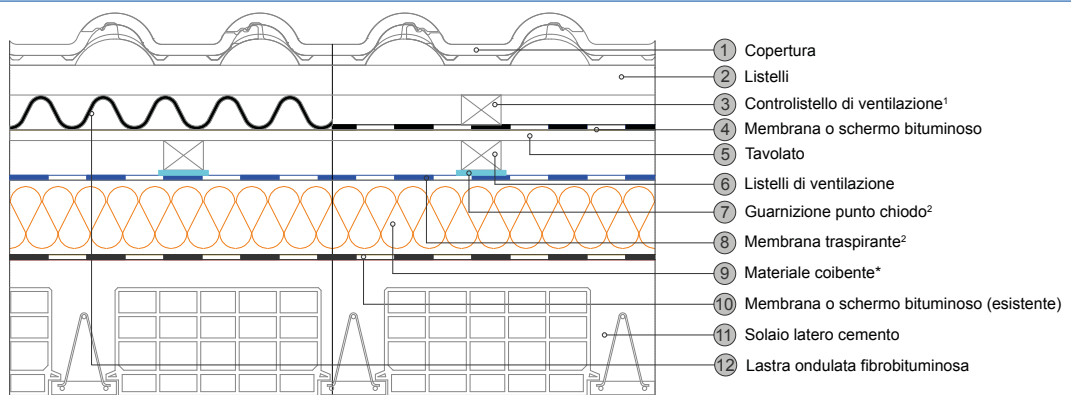 1 Copertura
2 Listelli
3 Controlistello di ventilazione¹
4 Membrana o schermo bituminoso
5 Tavolato
6 Listelli di ventilazione
7 Guarnizione punto chiodo²
8 Membrana traspirante²
9 Materiale coibente*
10 Membrana o schermo bituminoso (esistente)
11 Solaio latero cemento
12 Lastra ondulata fibrobituminosa